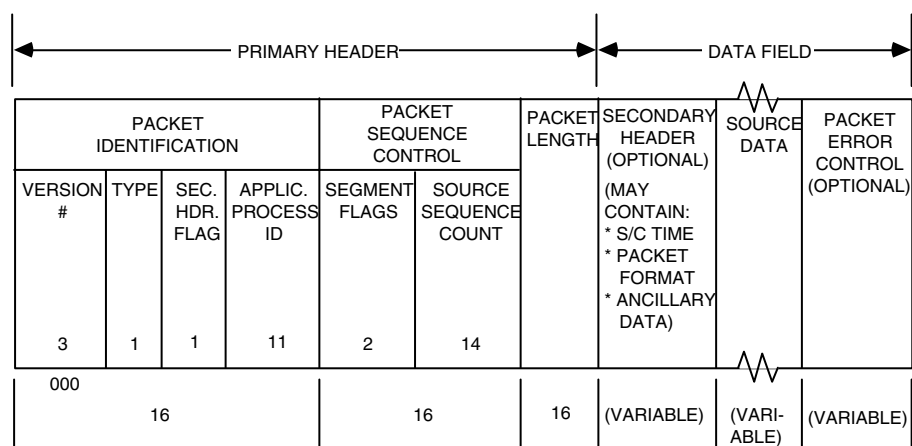 PRIMARY HEADER
DATA FIELD
PACKET
IDENTIFICATION
PACKET
SEQUENCE
CONTROL
PACKET
LENGTH
SECONDARY
HEADER
(OPTIONAL)
(MAY
CONTAIN:
* S/C TIME
* PACKET
FORMAT
* ANCILLARY
DATA)
SOURCE
DATA
PACKET
ERROR
CONTROL
(OPTIONAL)
VERSION
#
TYPE
SEC.
HDR.
FLAG
APPLIC.
PROCESS
ID
SEGMENT
FLAGS
SOURCE
SEQUENCE
COUNT
3
1
1
11
2
14
000
16
16
16
(VARIABLE)
(VARI-
ABLE)
(VARIABLE)